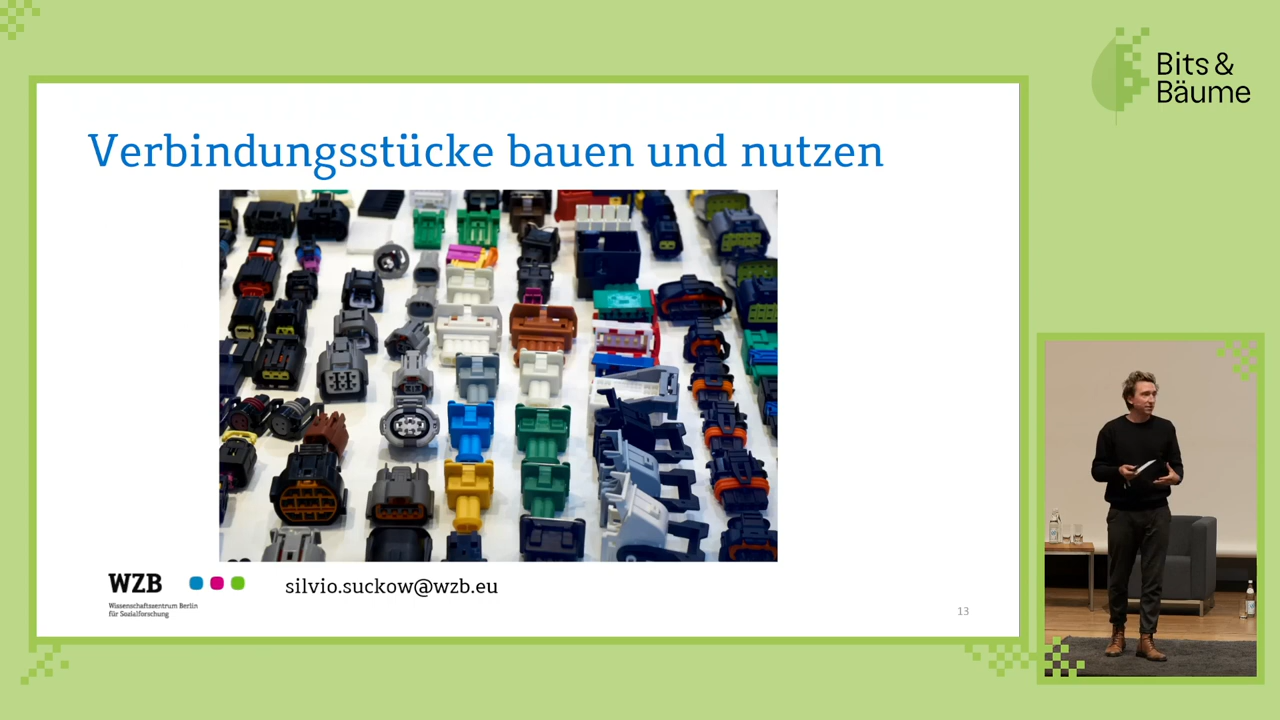 Bits &
Bäume
Verbindungsstücke bauen und nutzen
WZB
Wissenschaftszentrum Berlin
für Sozialforschung
silvio.suckow@wzb.eu
13